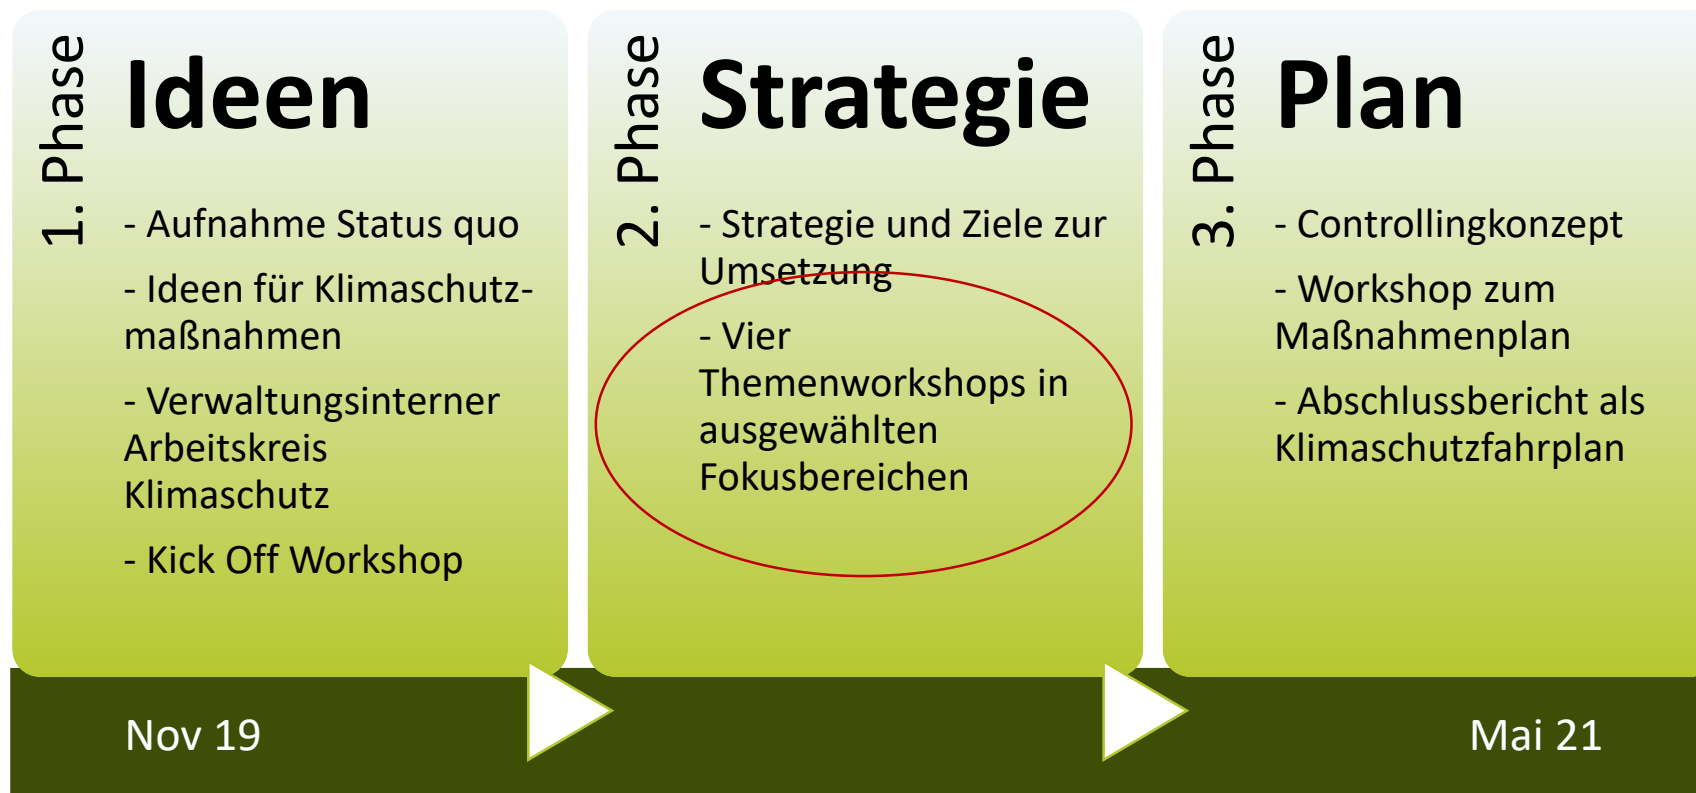 1. Phase
Ideen
- Aufnahme Status quo
- Ideen für Klimaschutz-
maßnahmen
- Verwaltungsinterner
Arbeitskreis
Klimaschutz
- Kick Off Workshop
2. Phase
Strategie
- Strategie und Ziele zur
Umsetzung
- Vier
Themenworkshops in
ausgewählten
Fokusbereichen
3. Phase
Plan
- Controllingkonzept
- Workshop zum
Maßnahmenplan
- Abschlussbericht als
Klimaschutzfahrplan
Nov 19
Mai 21